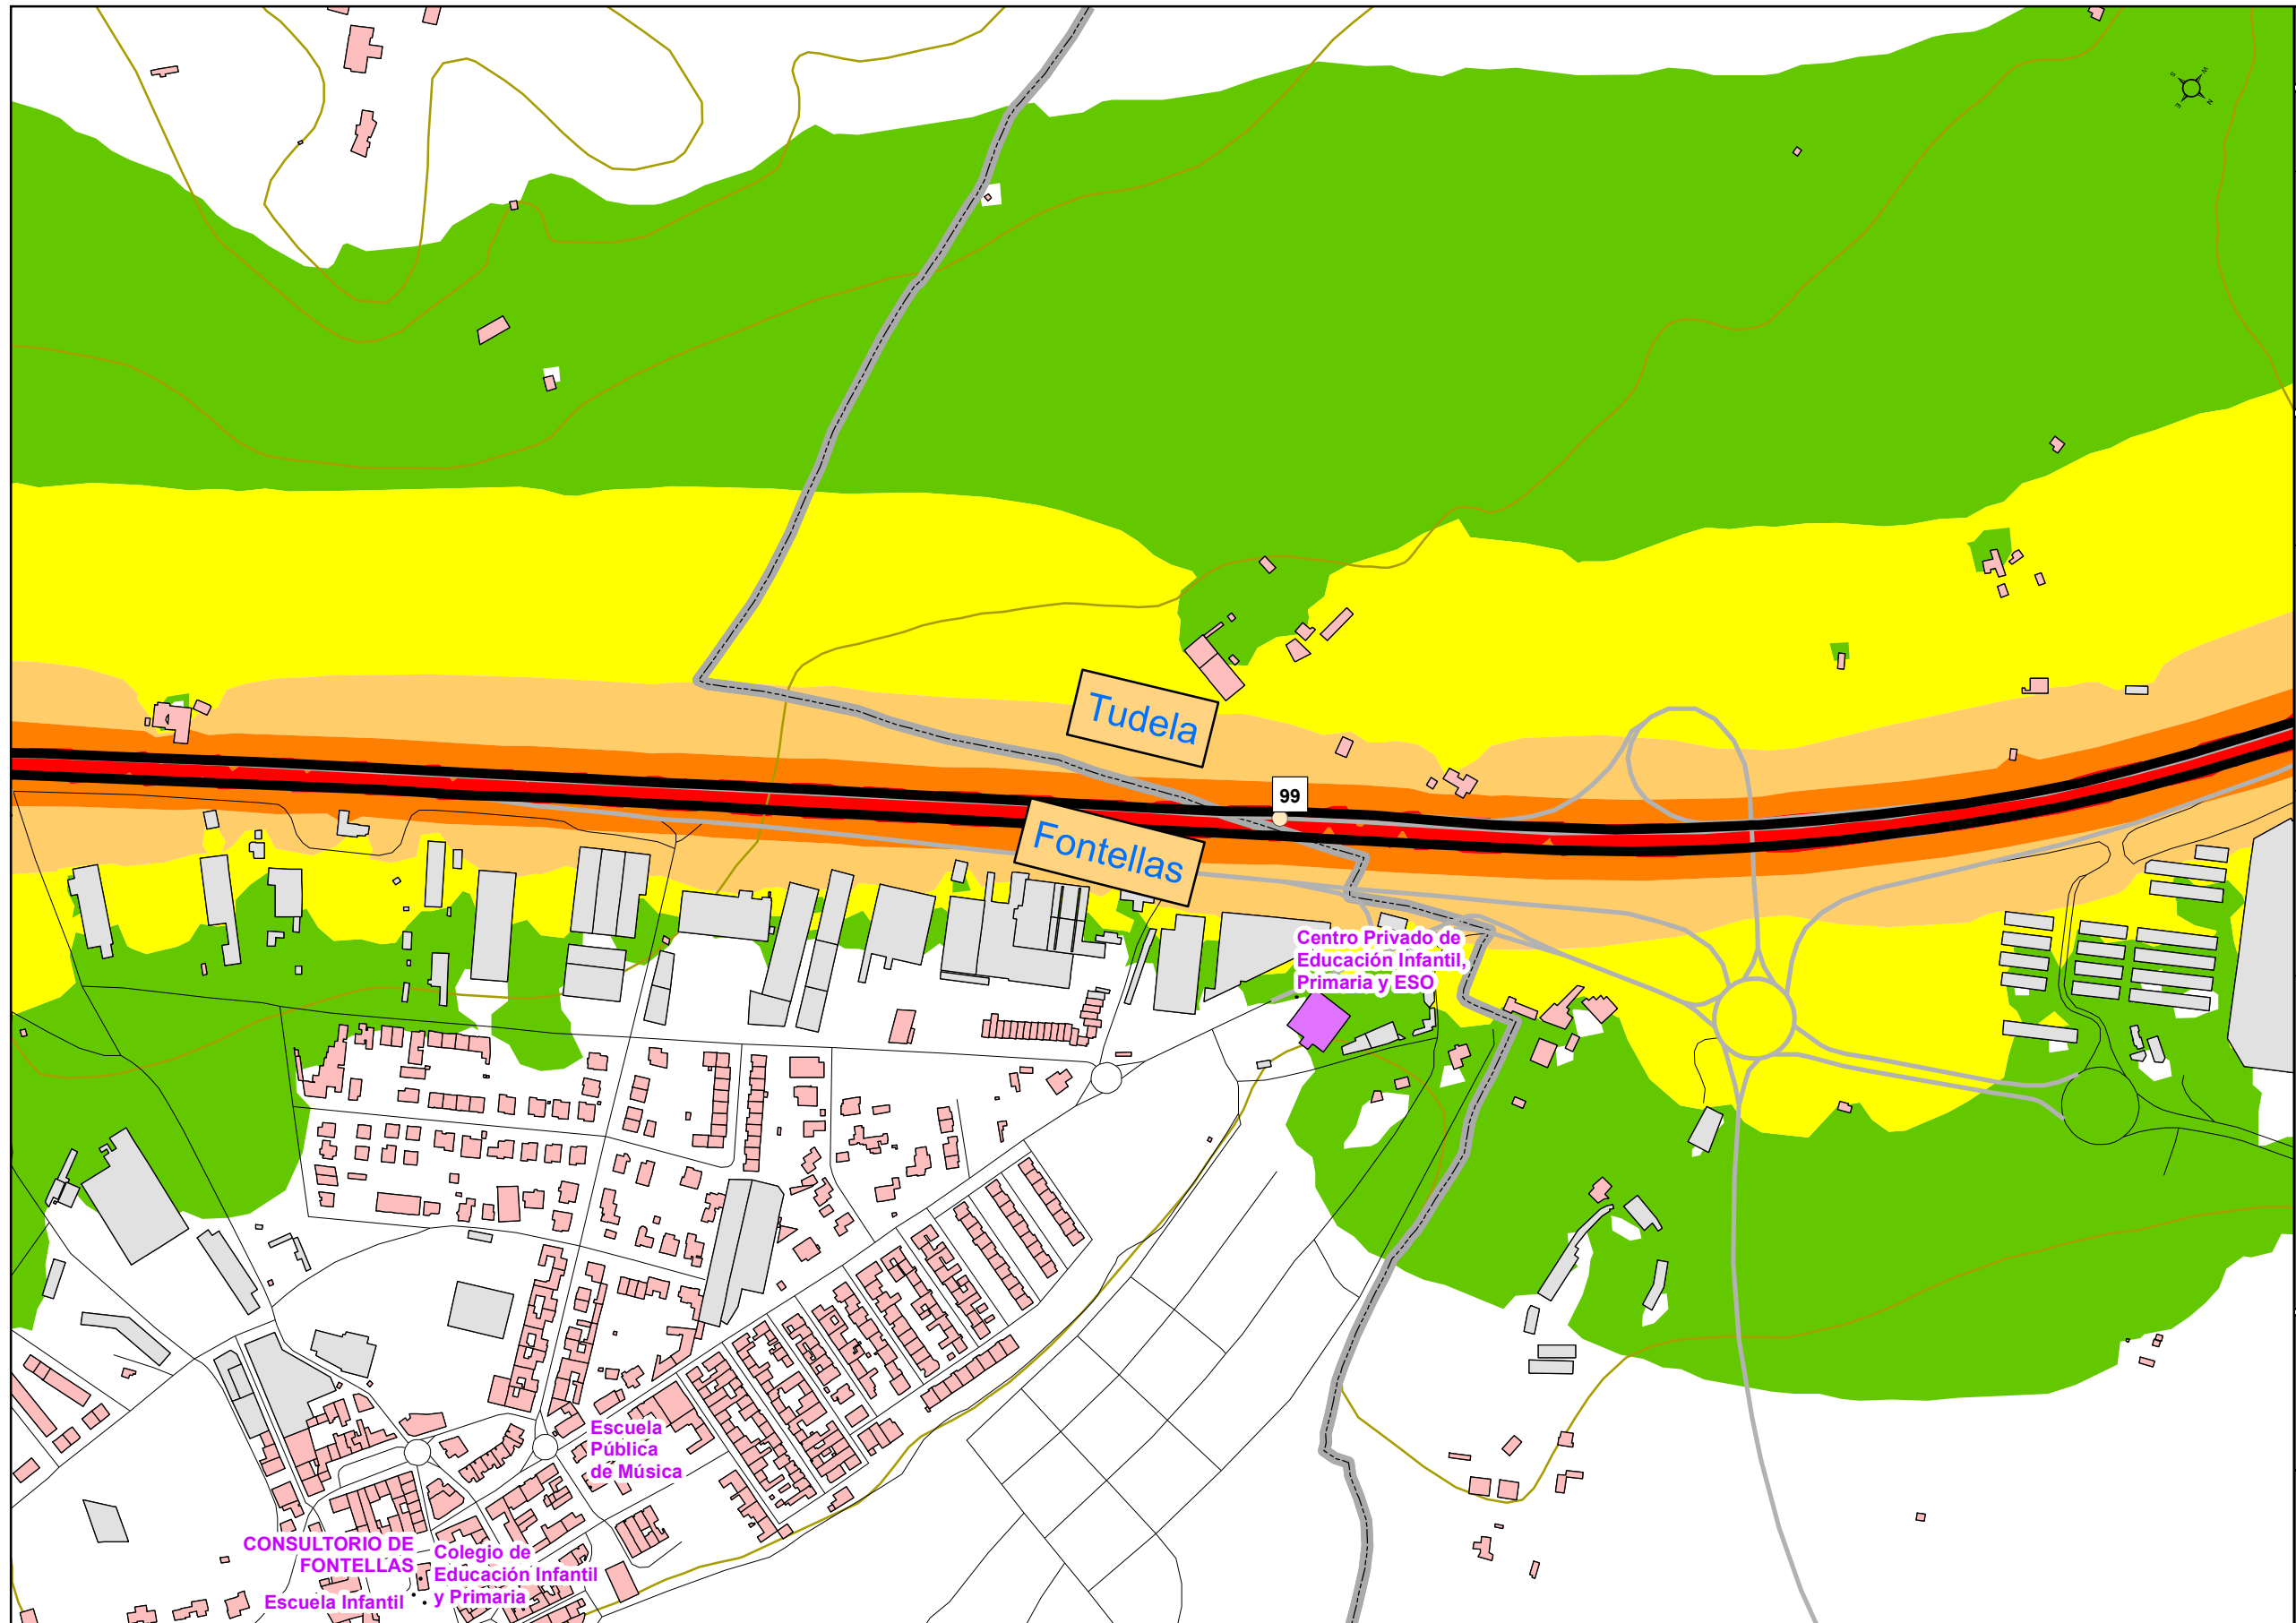 S W
E N
Tudela
99
Fontellas
Centro Privado de
Educación Infantil,
Primaria y ESO
Escuela
Pública
de Música
CONSULTORIO DE
FONTELLAS
Colegio de
Educación Infantil
y Primaria
Escuela Infantil